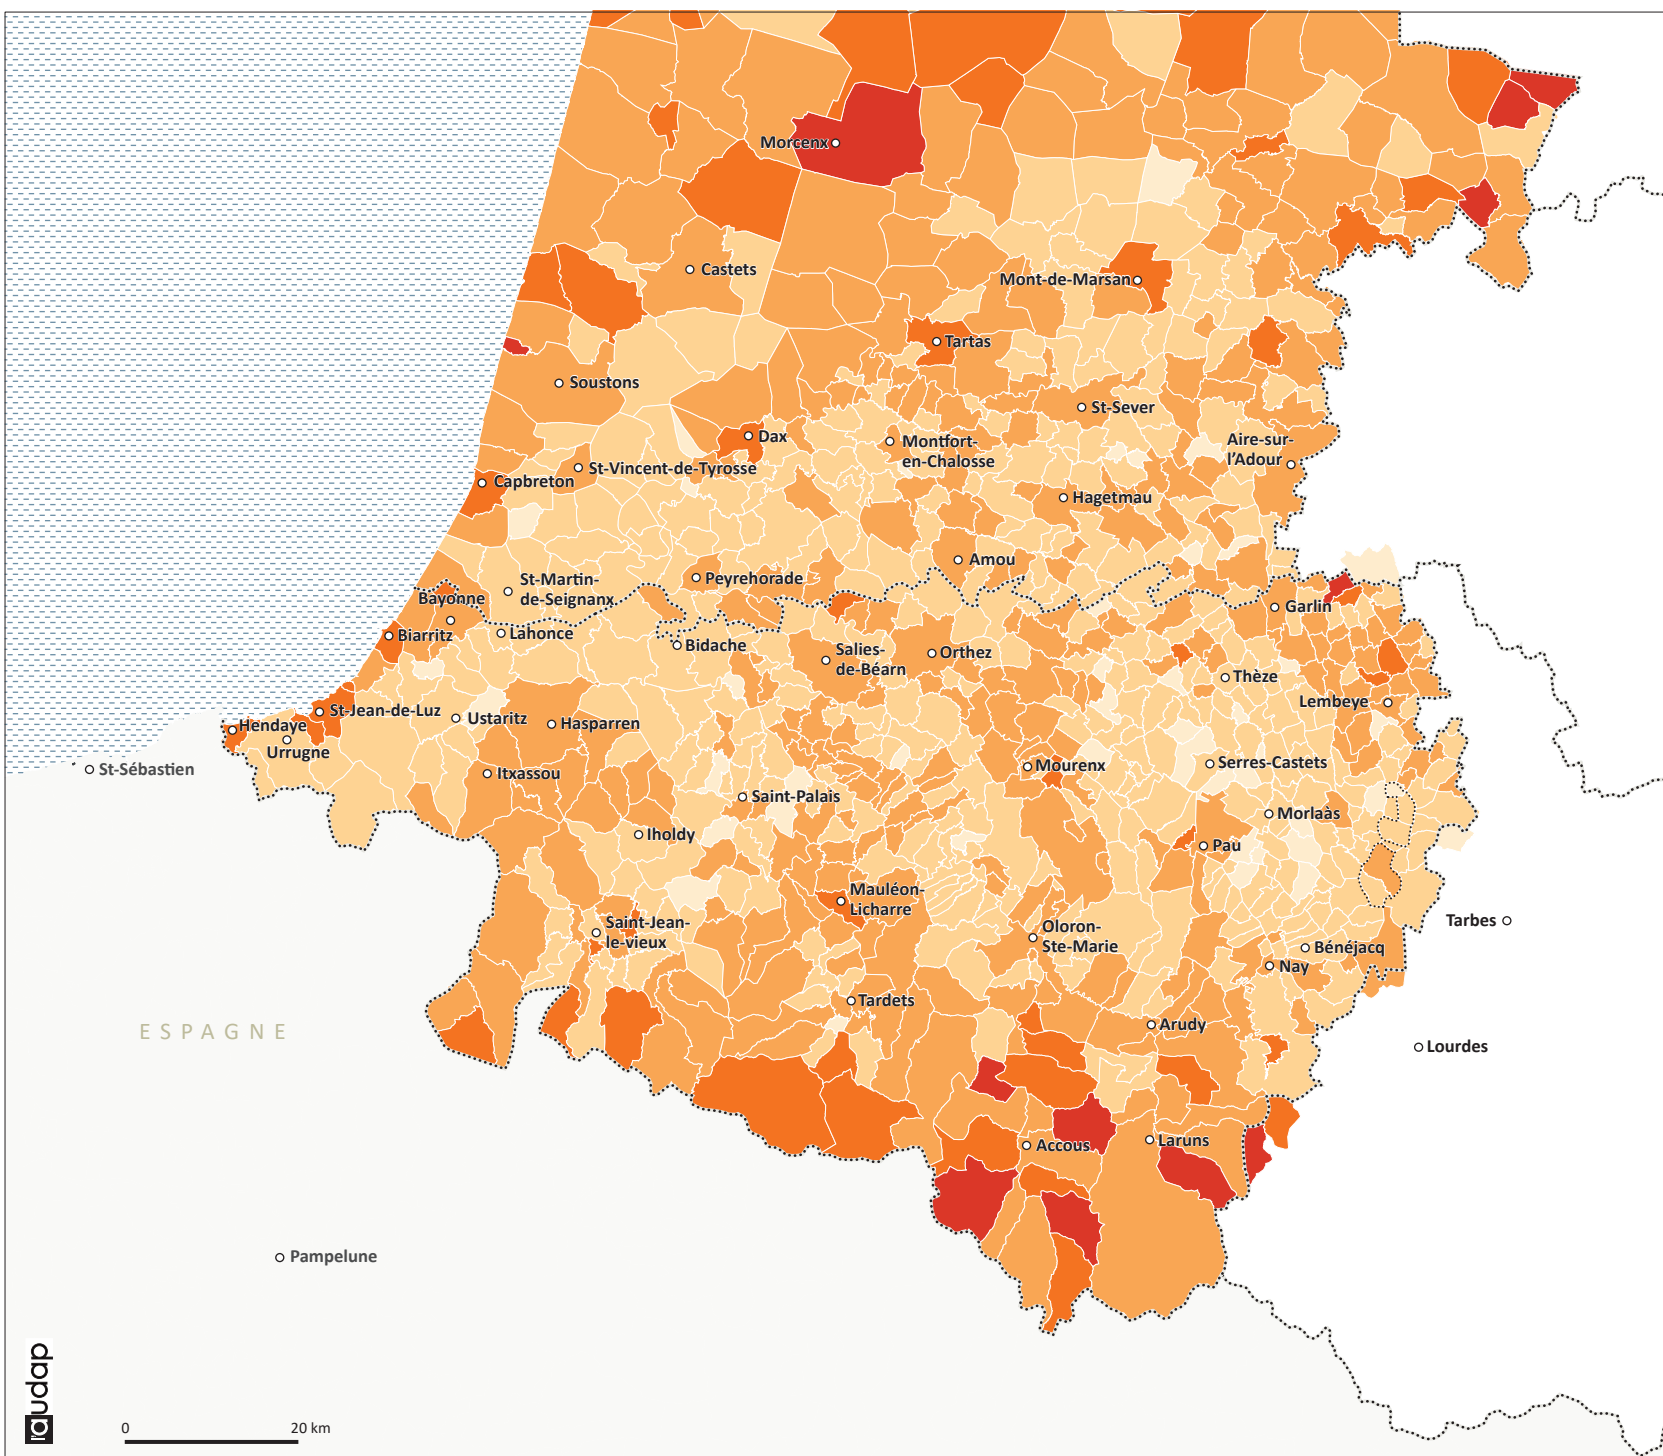 Morcenx
Castets
Mont-de-Marsan
Tartas
Soustons
St-Sever
Dax
Montfort-
en-Chalosse
Aire-sur-
l'Adour
St-Vincent-de-Tyrosse
Capbreton
Hagetmau
Amou
Peyrehorade
St-Martin-
de-Seignanx
Bayonne
Garlin
Biarritz
Lahonce
Bidache
Salies-
de-Béarn
Orthez
Thèze
Lembeye
St-Jean-de-Luz
Ustaritz
Hasparren
Hendaye
Urrugne
St-Sébastien
Itxassou
Mourenx
Serres-Castets
Saint-Palais
Morlaàs
Iholdy
Pau
Mauléon-
Licharre
Saint-Jean-
le-vieux
Oloron-
Ste-Marie
Tarbes
Bénéjacq
Nay
Tardets
Arudy
ESPAGNE
Lourdes
Accous
Laruns
Pampelune
audap
0 20 km